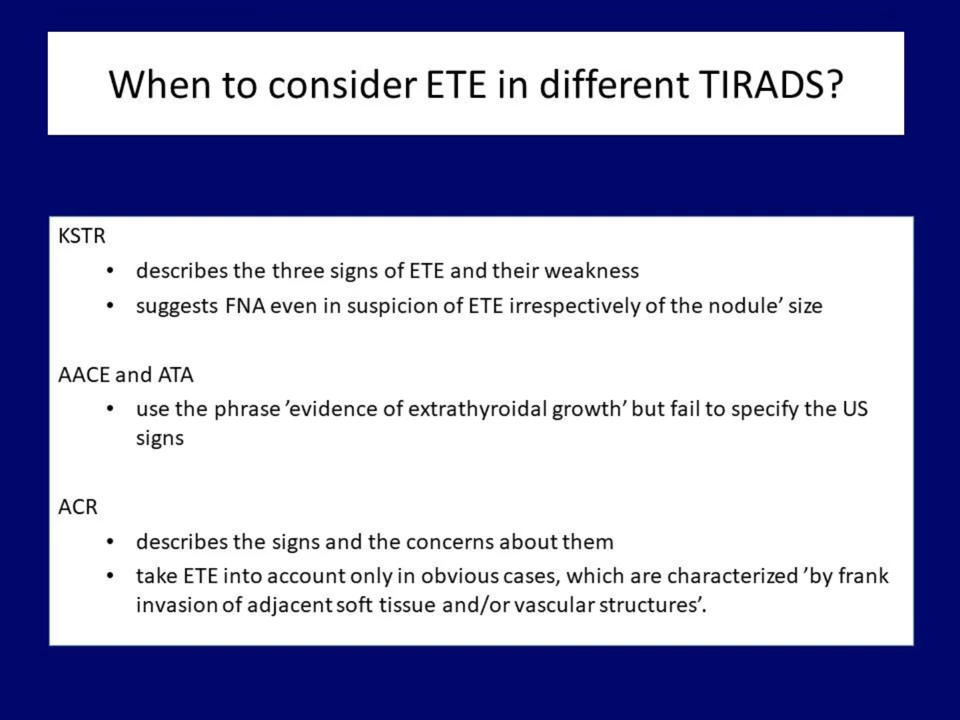 When to consider ETE in different TIRADS?
KSTR
• describes the three signs of ETE and their weakness
• suggests FNA even in suspicion of ETE irrespectively of the nodule’ size
AACE and ATA
• use the phrase ’evidence of extrathyroidal growth’ but fail to specify the US
signs
ACR
• describes the signs and the concerns about them
• take ETE into account only in obvious cases, which are characterized ’by frank
invasion of adjacent soft tissue and/or vascular structures’.